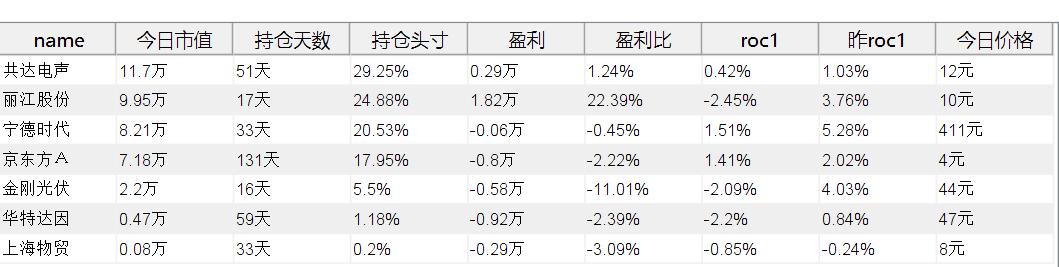 name 今日市值 持仓天数 持仓头寸 盈利 盈利比 roc1 昨roc1 今日价格
共达电声 11.7万 51天 29.25% 0.29万 1.24% 0.42% 1.03% 12元
丽江股份 9.95万 17天 24.88% 1.82万 22.39% -2.45% 3.76% 10元
宁德时代 8.21万 33天 20.53% -0.06万 -0.45% 1.51% 5.28% 411元
京东方Ａ 7.18万 131天 17.95% -0.8万 -2.22% 1.41% 2.02% 4元
金刚光伏 2.2万 16天 5.5% -0.58万 -11.01% -2.09% 4.03% 44元
华特达因 0.47万 59天 1.18% -0.92万 -2.39% -2.2% 0.84% 47元
上海物贸 0.08万 33天 0.2% -0.29万 -3.09% -0.85% -0.24% 8元